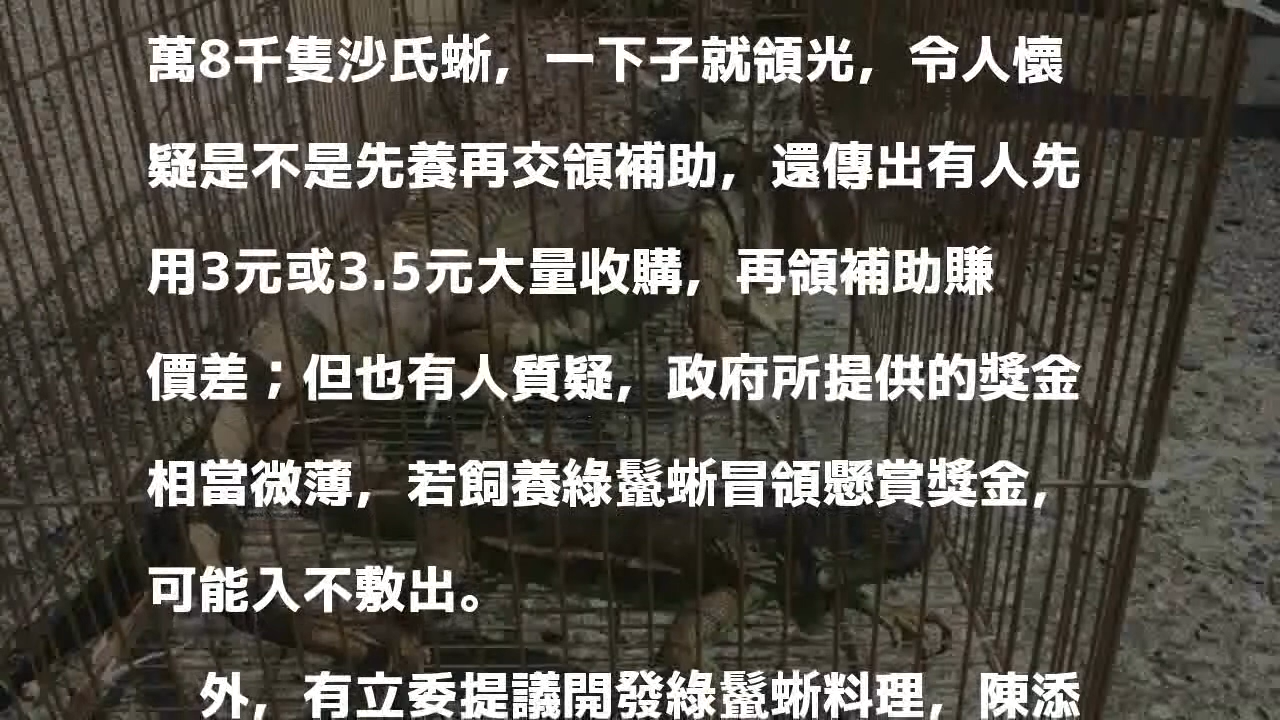 萬8千隻沙氏蜥，一下子就領光，令人懷
疑是不是先養再交領補助，還傳出有人先
用3元或3.5元大量收購，再領補助賺
價差；但也有人質疑，政府所提供的獎金
相當微薄，若飼養綠鬣蜥冒領懸賞獎金，
可能入不敷出。
外，有立委提議開發綠鬣蜥料理，陳添